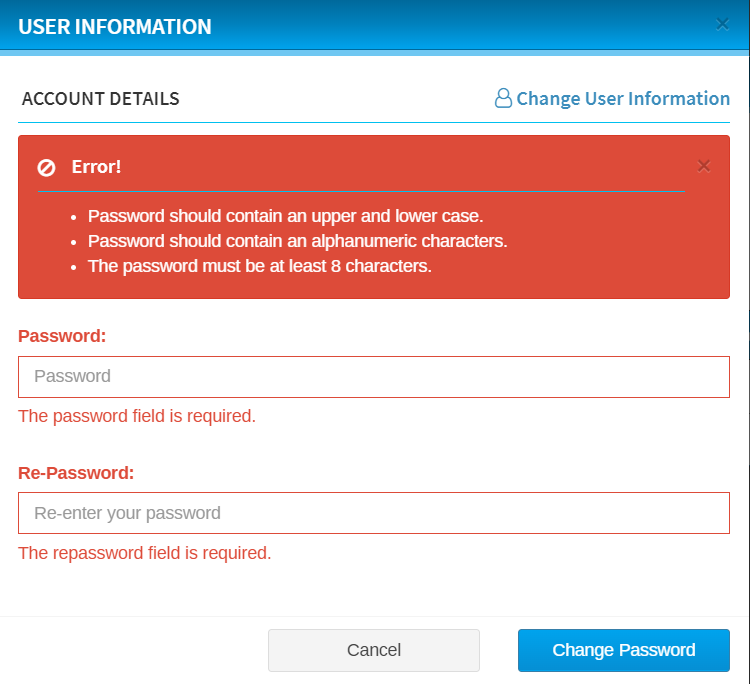 USER INFORMATION
ACCOUNT DETAILS
Change User Information
Error!
Password should contain an upper and lower case.
Password should contain an alphanumeric characters.
The password must be at least 8 characters.
Password:
Password
The password field is required.
Re-Password:
Re-enter your password
The repassword field is required.
Cancel
Change Password